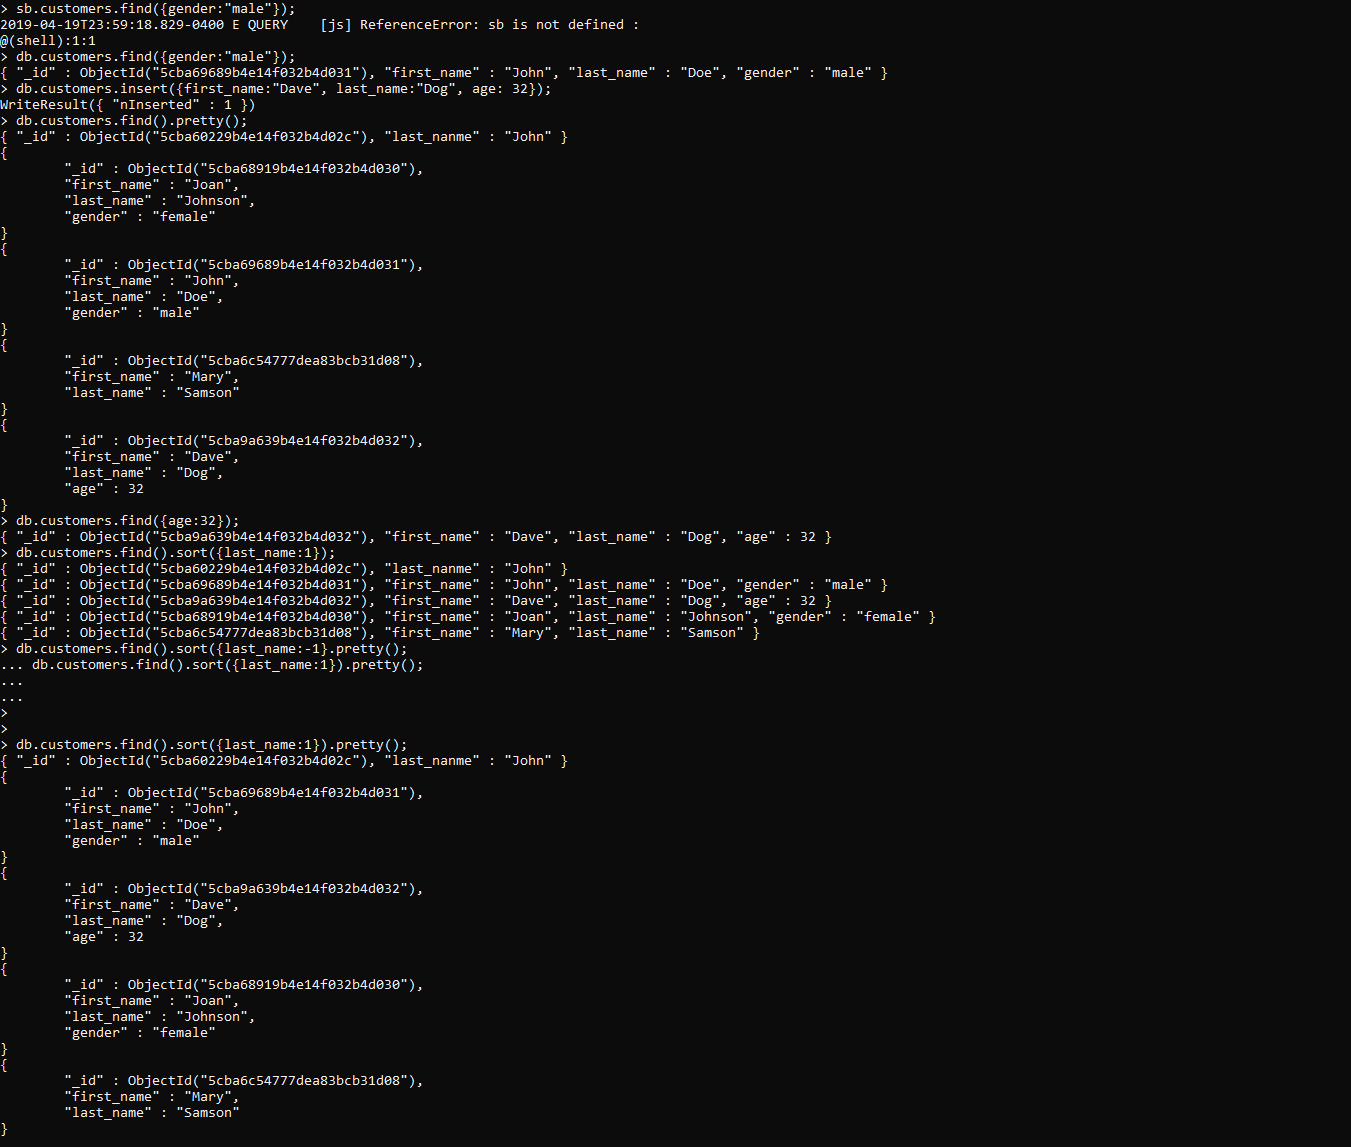 > sb.customers.find({gender:"male"});
2019-04-19T23:59:18.829-0400 E QUERY    [js] ReferenceError: sb is not defined :
@(shell):1:1
> db.customers.find({gender:"male"});
{ "_id" : ObjectId("5cba69689b4e14f032b4d031"), "first_name" : "John", "last_name" : "Doe", "gender" : "male" }
> db.customers.insert({first_name:"Dave", last_name:"Dog", age: 32});
WriteResult({ "nInserted" : 1 })
> db.customers.find().pretty();
{ "_id" : ObjectId("5cba60229b4e14f032b4d02c"), "last_nanme" : "John" }
{
        "_id" : ObjectId("5cba68919b4e14f032b4d030"),
        "first_name" : "Joan",
        "last_name" : "Johnson",
        "gender" : "female"
}
{
        "_id" : ObjectId("5cba69689b4e14f032b4d031"),
        "first_name" : "John",
        "last_name" : "Doe",
        "gender" : "male"
}
{
        "_id" : ObjectId("5cba6c54777dea83bcb31d08"),
        "first_name" : "Mary",
        "last_name" : "Samson"
}
{
        "_id" : ObjectId("5cba9a639b4e14f032b4d032"),
        "first_name" : "Dave",
        "last_name" : "Dog",
        "age" : 32
}
> db.customers.find({age:32});
{ "_id" : ObjectId("5cba9a639b4e14f032b4d032"), "first_name" : "Dave", "last_name" : "Dog", "age" : 32 }
> db.customers.find().sort({last_name:1});
{ "_id" : ObjectId("5cba60229b4e14f032b4d02c"), "last_nanme" : "John" }
{ "_id" : ObjectId("5cba69689b4e14f032b4d031"), "first_name" : "John", "last_name" : "Doe", "gender" : "male" }
{ "_id" : ObjectId("5cba9a639b4e14f032b4d032"), "first_name" : "Dave", "last_name" : "Dog", "age" : 32 }
{ "_id" : ObjectId("5cba68919b4e14f032b4d030"), "first_name" : "Joan", "last_name" : "Johnson", "gender" : "female" }
{ "_id" : ObjectId("5cba6c54777dea83bcb31d08"), "first_name" : "Mary", "last_name" : "Samson" }
> db.customers.find().sort({last_name:-1}.pretty();
... db.customers.find().sort({last_name:1}).pretty();
...
...
>
>
> db.customers.find().sort({last_name:1}).pretty();
{ "_id" : ObjectId("5cba60229b4e14f032b4d02c"), "last_nanme" : "John" }
{
        "_id" : ObjectId("5cba69689b4e14f032b4d031"),
        "first_name" : "John",
        "last_name" : "Doe",
        "gender" : "male"
}
{
        "_id" : ObjectId("5cba9a639b4e14f032b4d032"),
        "first_name" : "Dave",
        "last_name" : "Dog",
        "age" : 32
}
{
        "_id" : ObjectId("5cba68919b4e14f032b4d030"),
        "first_name" : "Joan",
        "last_name" : "Johnson",
        "gender" : "female"
}
{
        "_id" : ObjectId("5cba6c54777dea83bcb31d08"),
        "first_name" : "Mary",
        "last_name" : "Samson"
}